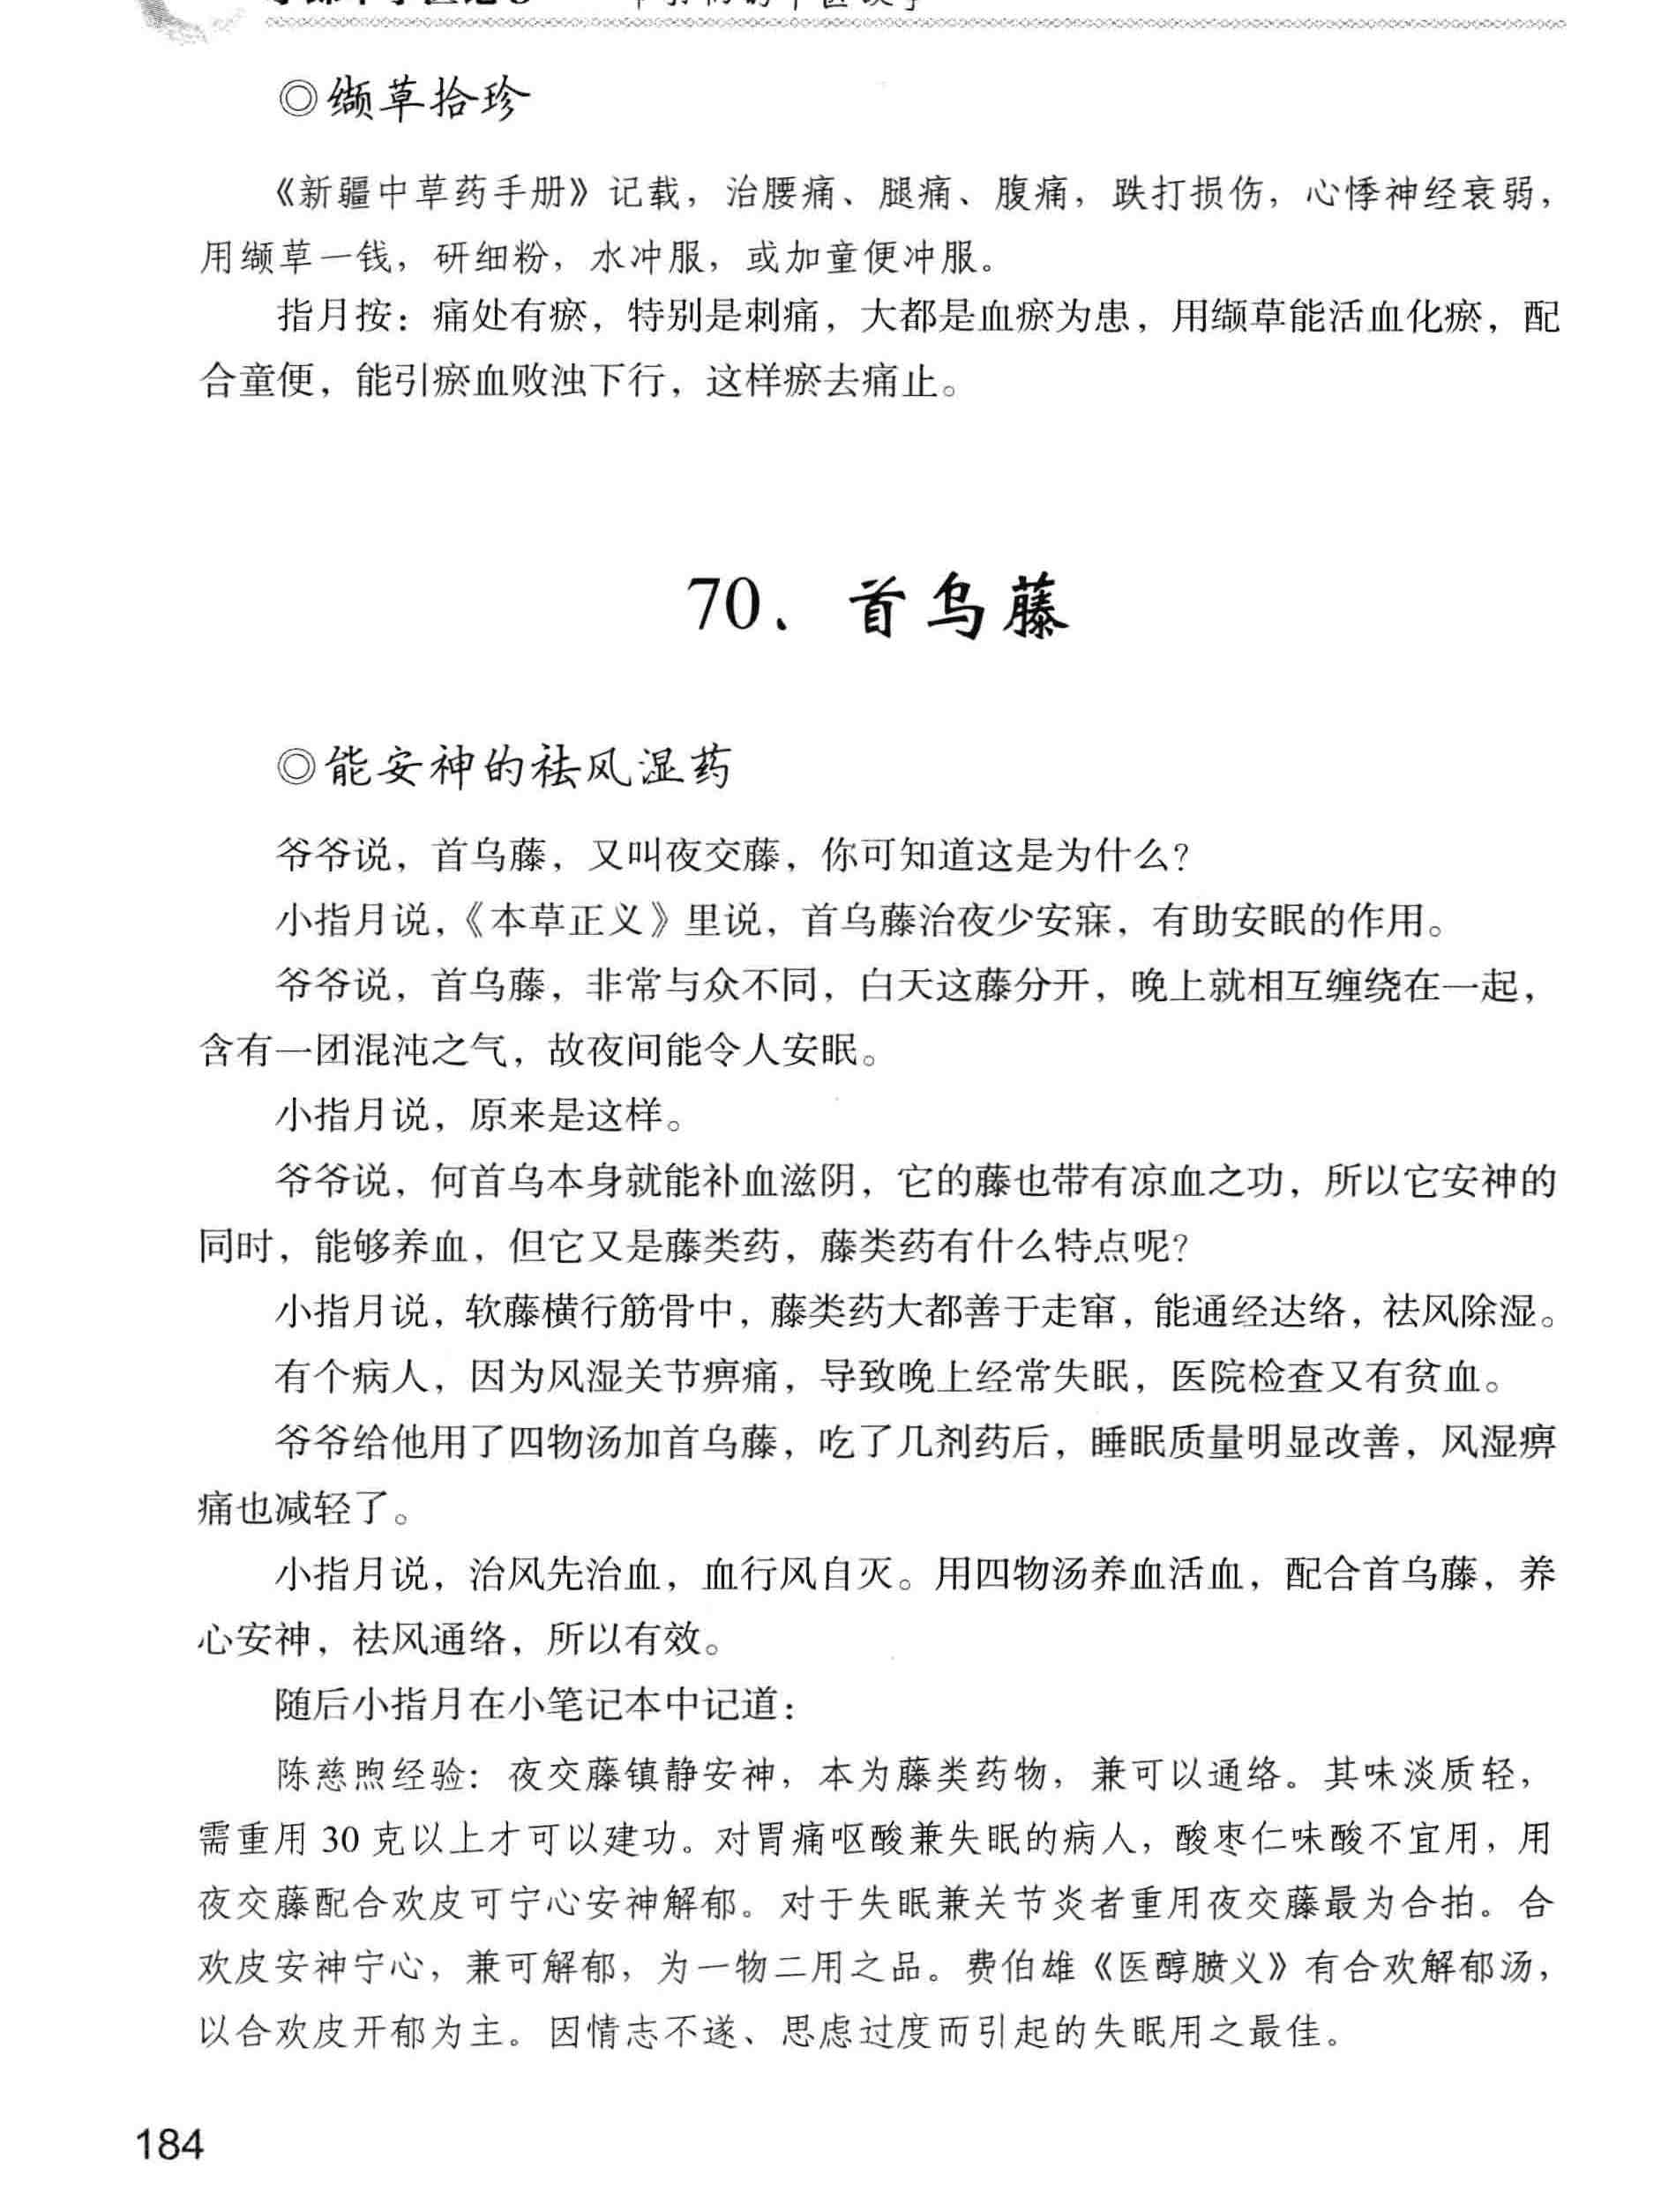 ◎缬草拾珍
《新疆中草药手册》记载，治腰痛、腿痛、腹痛，跌打损伤，心悸神经衰弱，
用缬草一钱，研细粉，水冲服，或加童便冲服。
指月按：痛处有瘀，特别是刺痛，大都是血瘀为患，用缬草能活血化瘀，配
合童便，能引瘀血败浊下行，这样瘀去痛止。
70、首乌藤
◎能安神的祛风湿药
爷爷说，首乌藤，又叫夜交藤，你可知道这是为什么？
小指月说，《本草正义》里说，首乌藤治夜少安寐，有助安眠的作用。
爷爷说，首乌藤，非常与众不同，白天这藤分开，晚上就相互缠绕在一起，
含有一团混沌之气，故夜间能令人安眠。
小指月说，原来是这样。
爷爷说，何首乌本身就能补血滋阴，它的藤也带有凉血之功，所以它安神的
同时，能够养血，但它又是藤类药，藤类药有什么特点呢？
小指月说，软藤横行筋骨中，藤类药大都善于走窜，能通经达络，祛风除湿。
有个病人，因为风湿关节痹痛，导致晚上经常失眠，医院检查又有贫血。
爷爷给他用了四物汤加首乌藤，吃了几剂药后，睡眠质量明显改善，风湿痹
痛也减轻了。
小指月说，治风先治血，血行风自灭。用四物汤养血活血，配合首乌藤，养
心安神，祛风通络，所以有效。
随后小指月在小笔记本中记道：
陈慈煦经验：夜交藤镇静安神，本为藤类药物，兼可以通络。其味淡质轻，
需重用 30 克以上才可以建功。对胃痛呕酸兼失眠的病人，酸枣仁味酸不宜用，用
夜交藤配合欢皮可宁心安神解郁。对于失眠兼关节炎者重用夜交藤最为合拍。合
欢皮安神宁心，兼可解郁，为一物二用之品。费伯雄《医醇賸义》有合欢解郁汤，
以合欢皮开郁为主。因情志不遂、思虑过度而引起的失眠用之最佳。
184